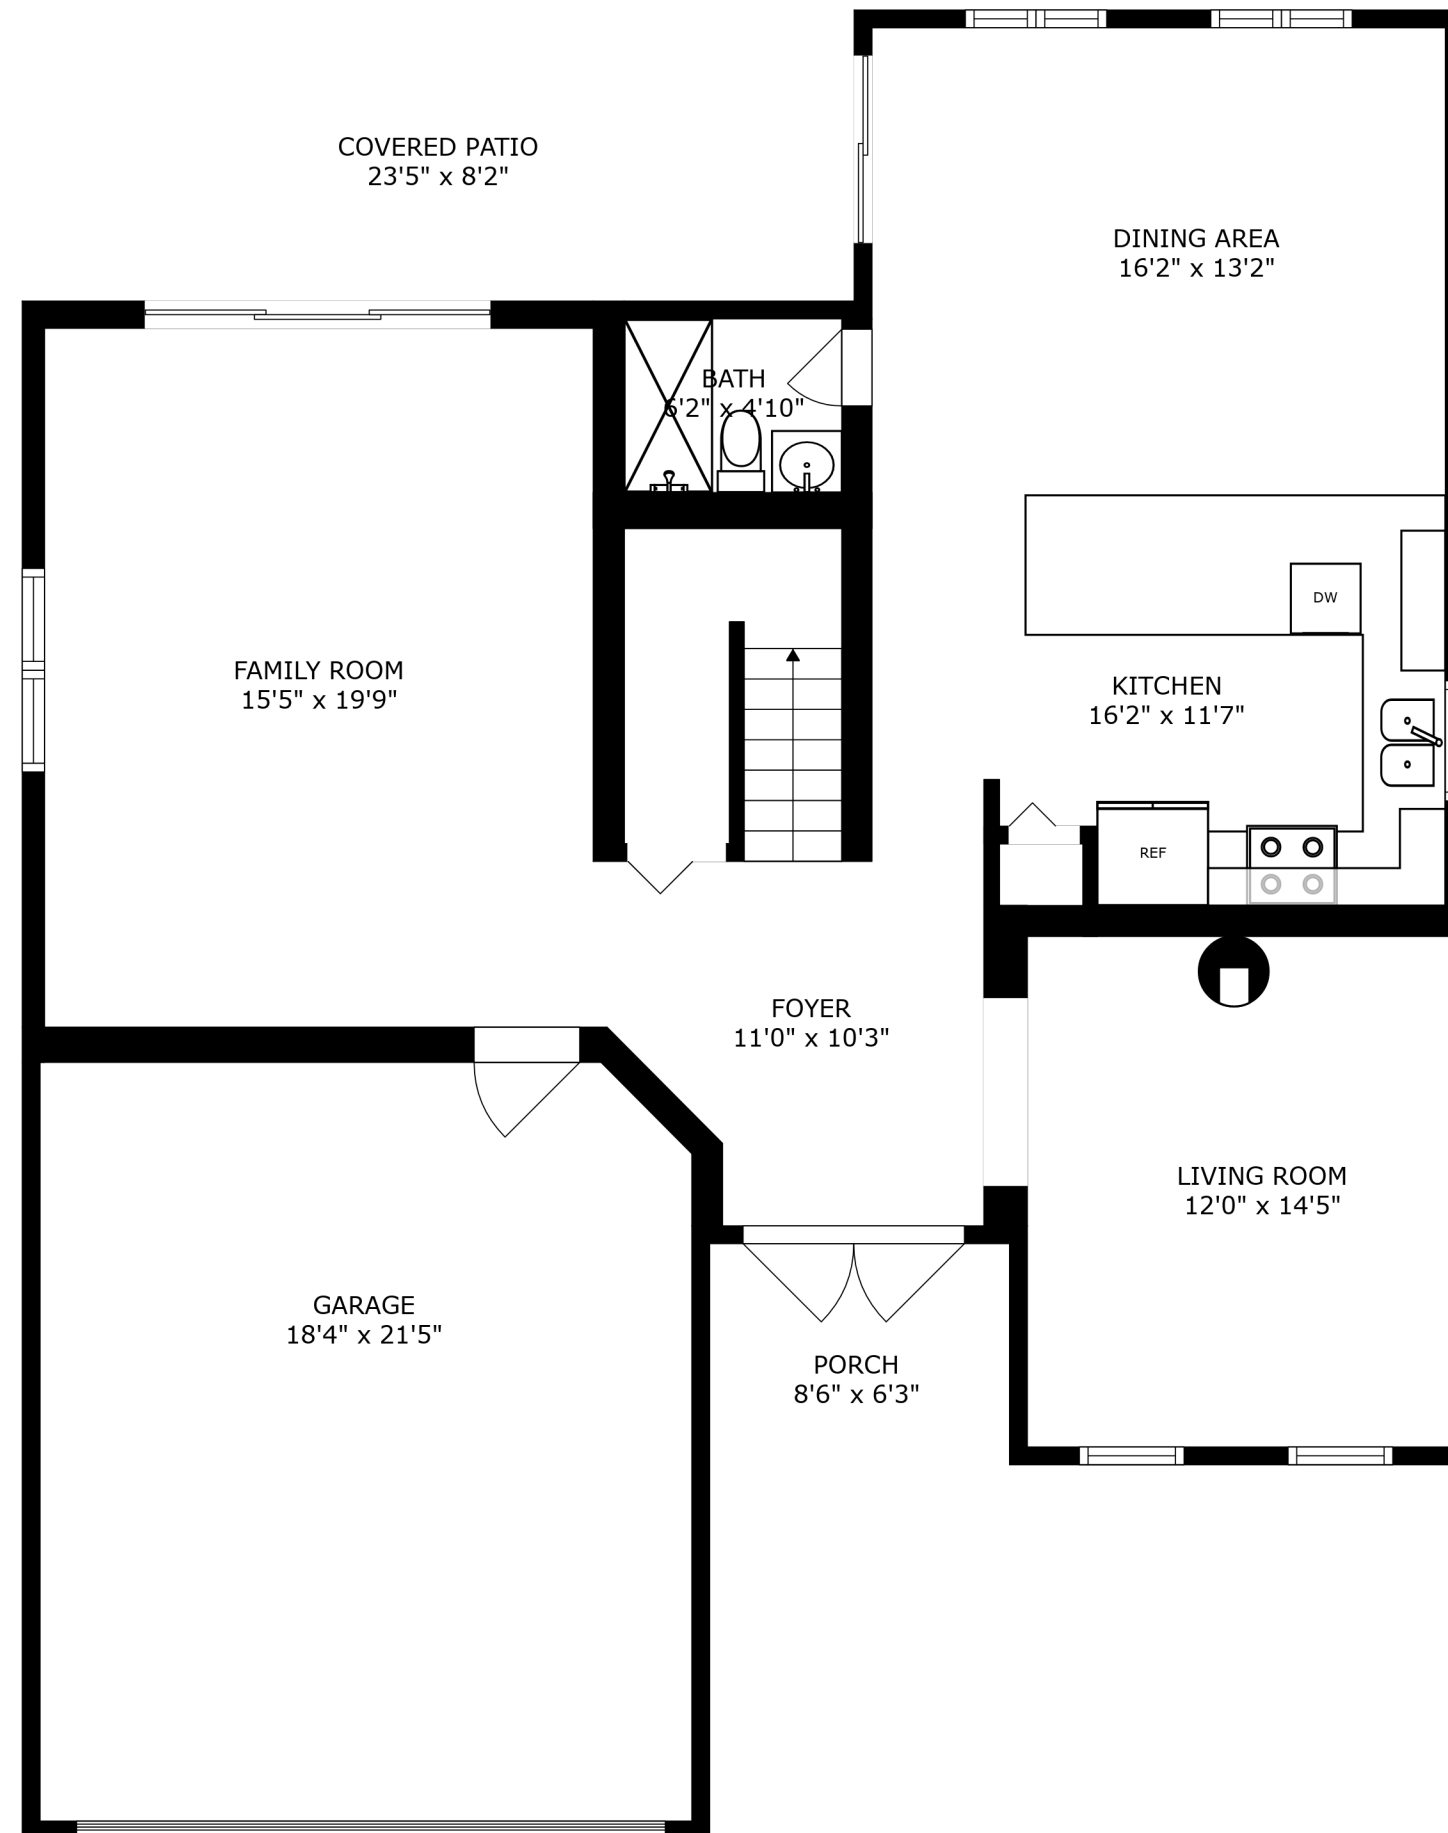 COVERED PATIO
23'5" x 8'2"
DINING AREA
16'2" x 13'2"
BATH
6'2" x 4'10"
DW
FAMILY ROOM
15'5" x 19'9"
KITCHEN
16'2" x 11'7"
REF
FOYER
11'0" x 10'3"
LIVING ROOM
12'0" x 14'5"
GARAGE
18'4" x 21'5"
PORCH
8'6" x 6'3"